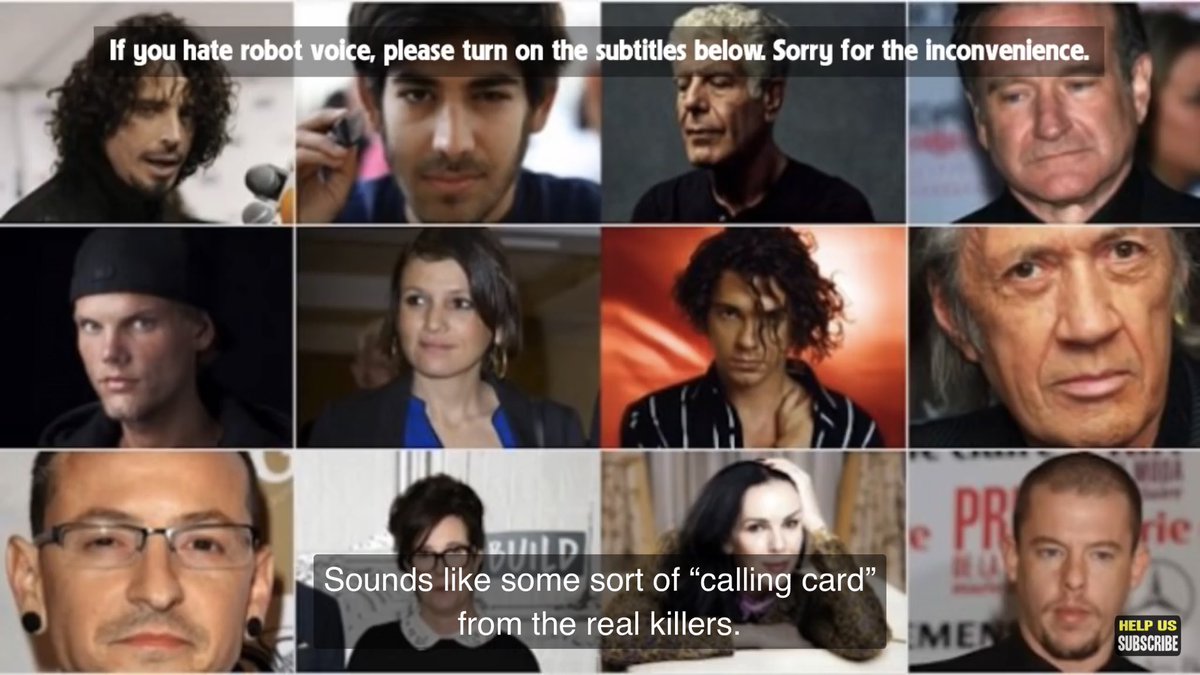 If you hate robot voice, please turn on the subtitles below. Sorry for the inconvenience.
BUILD
PR
DE LA
MODA
rie
EMEN
Sounds like some sort of “calling card”
from the real killers.
HELP US
SUBSCRIBE